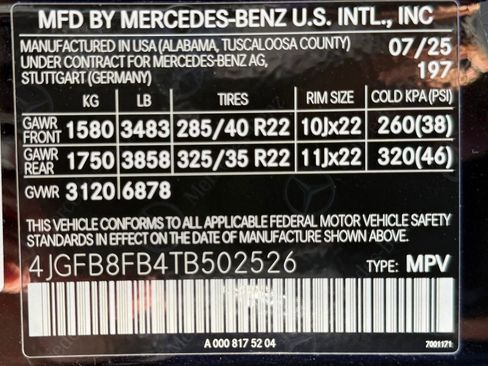 MFD BY MERCEDES-BENZ U.S. INTL., INC
MANUFACTURED IN USA (ALABAMA, TUSCALOOSA COUNTY) 07/25
UNDER CONTRACT FOR MERCEDES-BENZ AG,
STUTTGART (GERMANY) 197
KG LB TIRES RIM SIZE COLD KPA (PSI)
GAWR FRONT 1580 3483 285/40 R22 10Jx22 260(38)
GAWR REAR 1750 3858 325/35 R22 11Jx22 320(46)
GVWR 3120 6878
THIS VEHICLE CONFORMS TO ALL APPLICABLE FEDERAL MOTOR VEHICLE SAFETY
STANDARDS IN EFFECT ON THE DATE OF MANUFACTURE SHOWN ABOVE.
4JGFB8FB4TB502526 TYPE: MPV
A 000 817 52 04 7001171